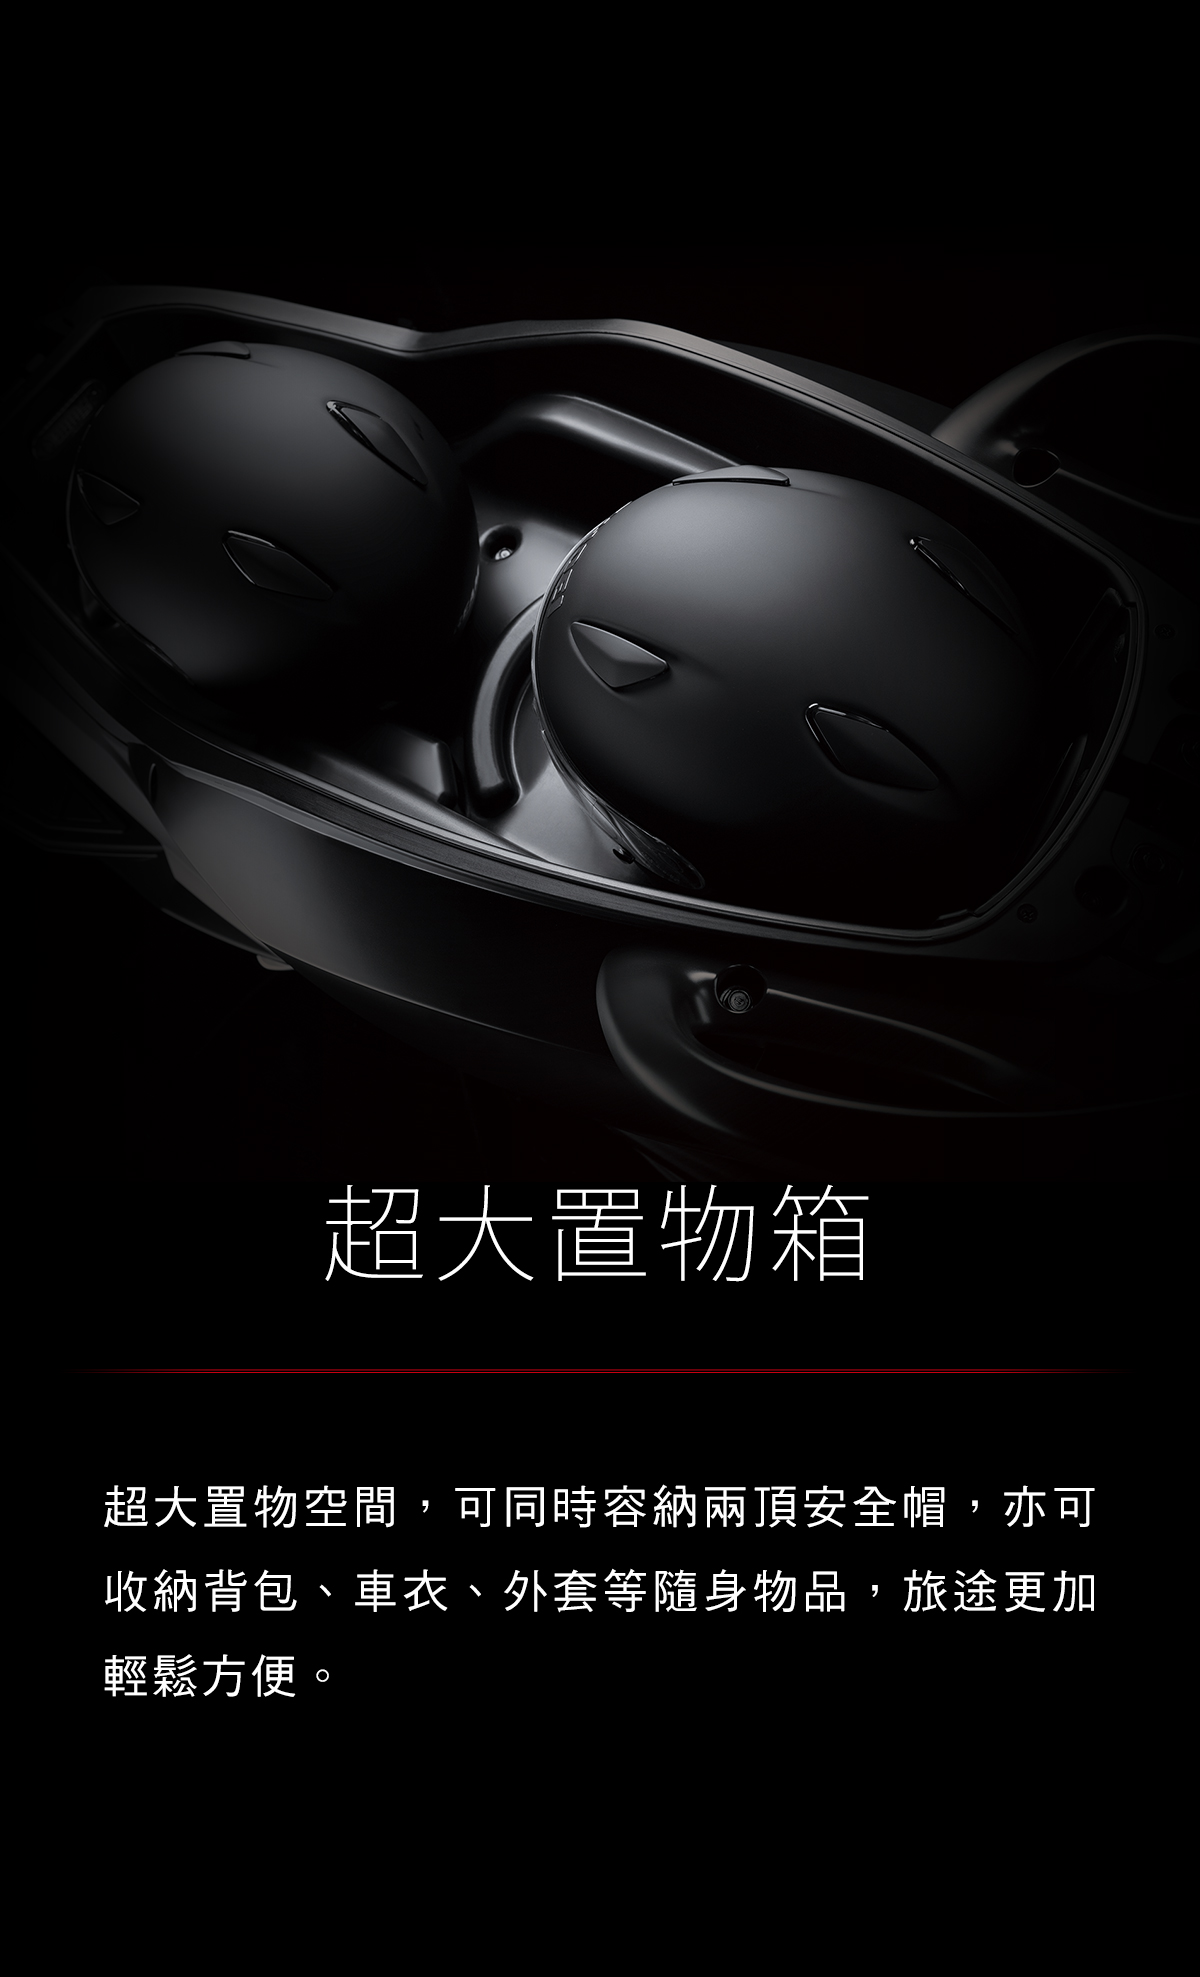 超大置物箱
超大置物空間，可同時容納兩頂安全帽，亦可
收納背包、車衣、外套等隨身物品，旅途更加
輕鬆方便。